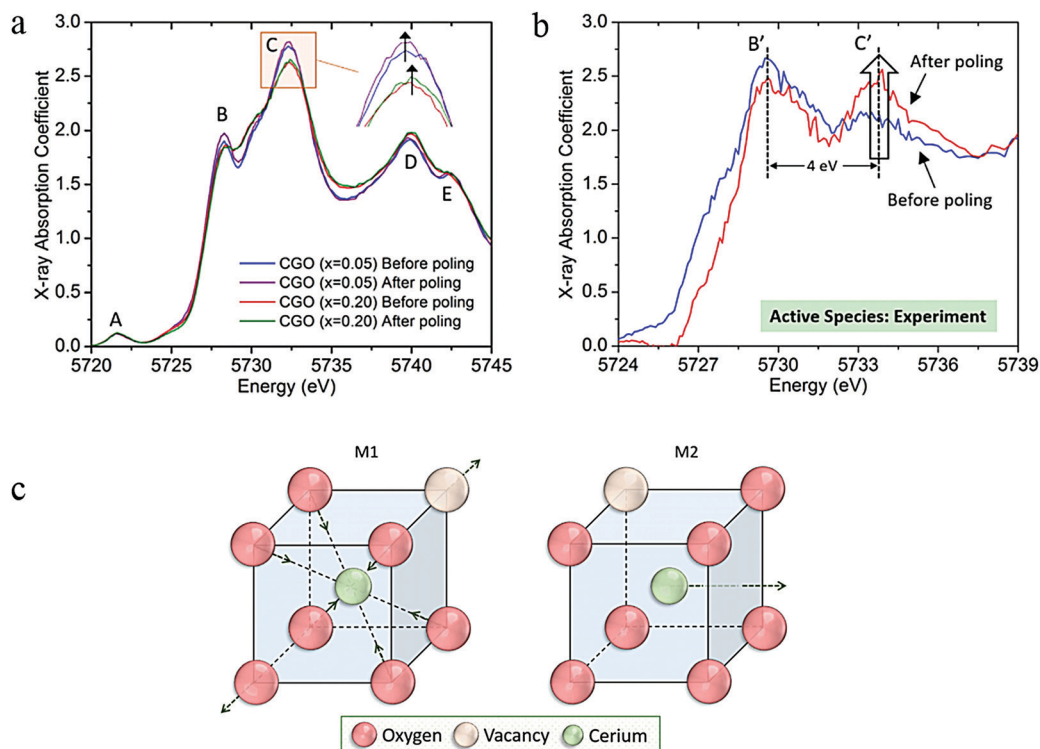 a
X-ray Absorption Coefficient
3.0
2.5
2.0
1.5
1.0
0.5
0.0
A
B
C
D
E
CGO (x=0.05) Before poling
CGO (x=0.05) After poling
CGO (x=0.20) Before poling
CGO (x=0.20) After poling
5720 5725 5730 5735 5740 5745
Energy (eV)
b
X-ray Absorption Coefficient
3.0
2.5
2.0
1.5
1.0
0.5
0.0
B’ C’
After poling
4 eV
Before poling
Active Species: Experiment
5724 5727 5730 5733 5736 5739
Energy (eV)
c
M1 M2
Oxygen Vacancy Cerium